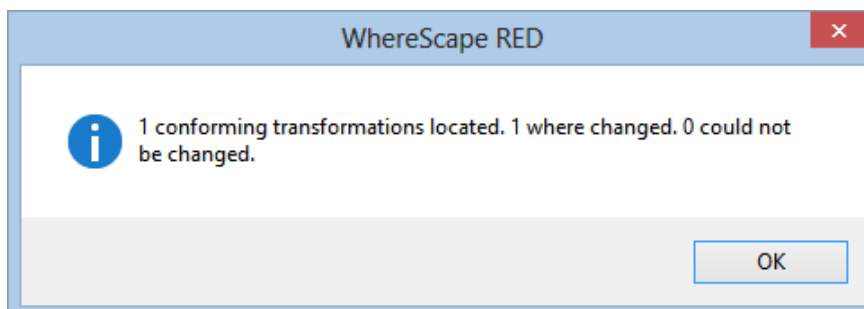 WhereScape RED
1 conforming transformations located. 1 where changed. 0 could not
be changed.
OK